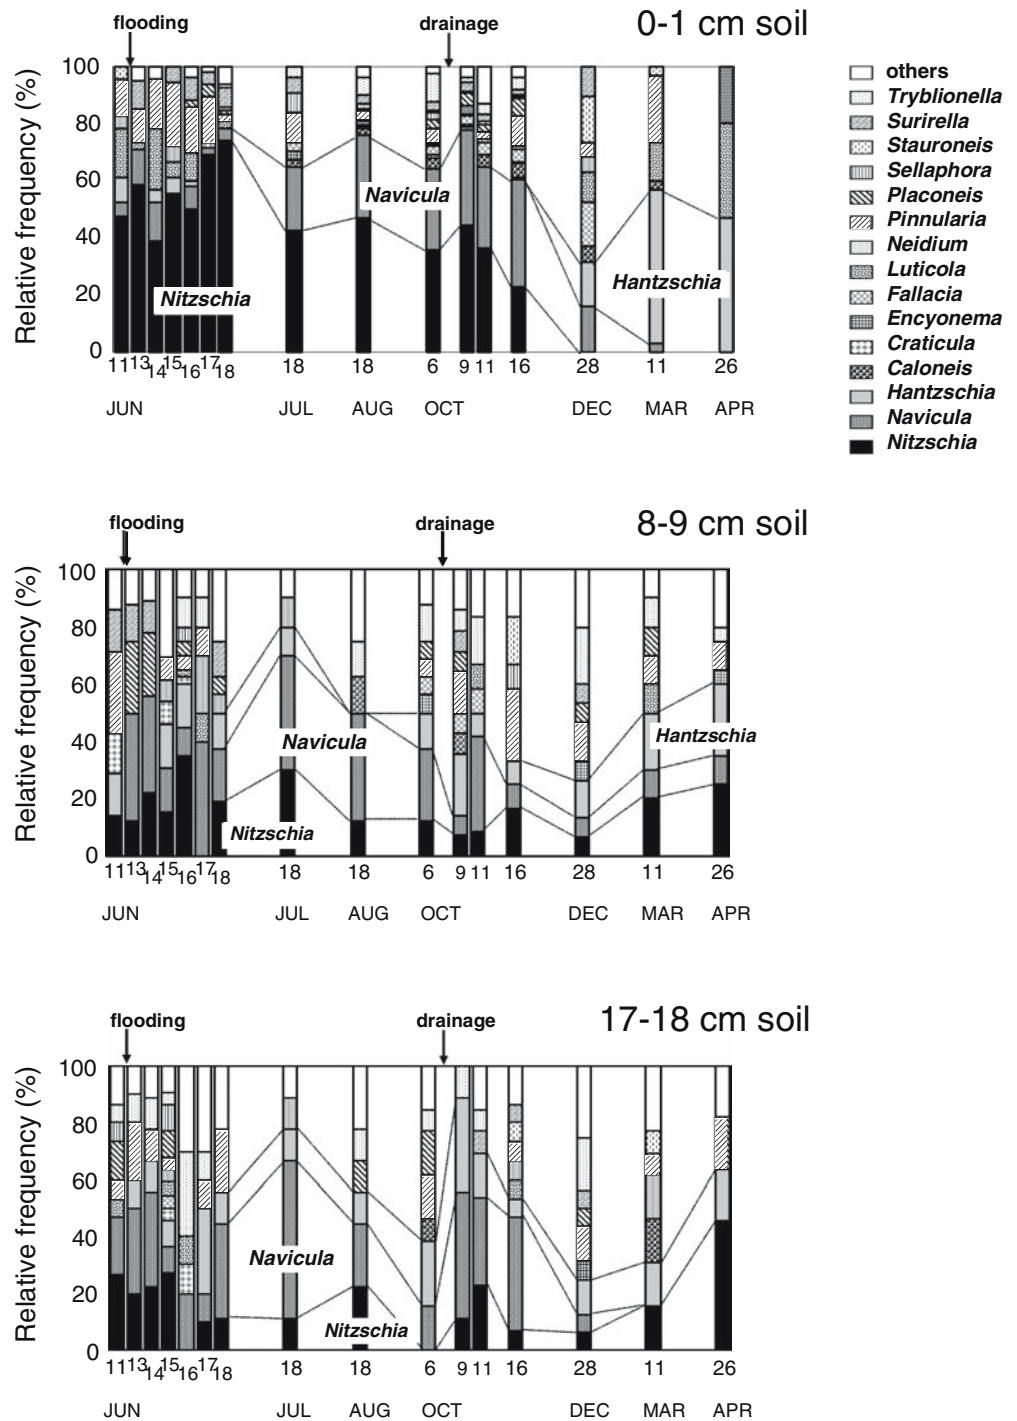 flooding
drainage
0-1 cm soil
Relative frequency (%)
100
80
60
40
20
0
Navicula
Nitzschia
Hantzschia
11 13 14 15 16 17 18 18 18 6 9 11 16 28 11 26
JUN JUL AUG OCT DEC MAR APR
others
Tryblionella
Surirella
Stauroneis
Sellaphora
Placoneis
Pinnularia
Neidium
Luticola
Fallacia
Encyonema
Craticula
Caloneis
Hantzschia
Navicula
Nitzschia
flooding
drainage
8-9 cm soil
Relative frequency (%)
100
80
60
40
20
0
Navicula
Hantzschia
Nitzschia
11 13 14 15 16 17 18 18 18 6 9 11 16 28 11 26
JUN JUL AUG OCT DEC MAR APR
flooding
drainage
17-18 cm soil
Relative frequency (%)
100
80
60
40
20
0
Navicula
Nitzschia
11 13 14 15 16 17 18 18 18 6 9 11 16 28 11 26
JUN JUL AUG OCT DEC MAR APR